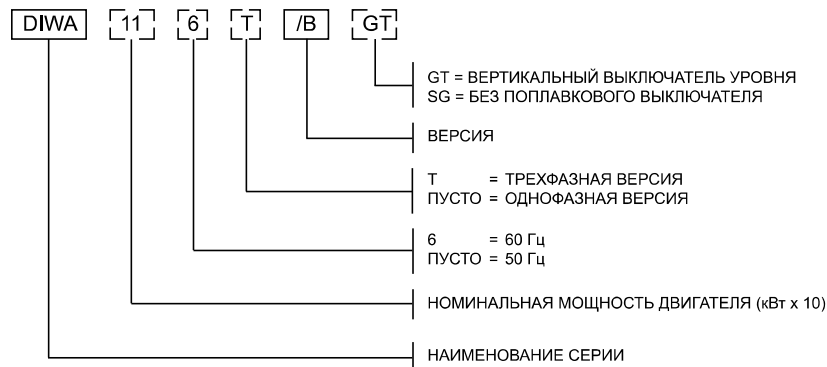 DIWA 11 6 T /B GT
GT = ВЕРТИКАЛЬНЫЙ ВЫКЛЮЧАТЕЛЬ УРОВНЯ
SG = БЕЗ ПОПЛАВКОВОГО ВЫКЛЮЧАТЕЛЯ
ВЕРСИЯ
T = ТРЕХФАЗНАЯ ВЕРСИЯ
ПУСТО = ОДНОФАЗНАЯ ВЕРСИЯ
6 = 60 Гц
ПУСТО = 50 Гц
НОМИНАЛЬНАЯ МОЩНОСТЬ ДВИГАТЕЛЯ (кВт x 10)
НАИМЕНОВАНИЕ СЕРИИ